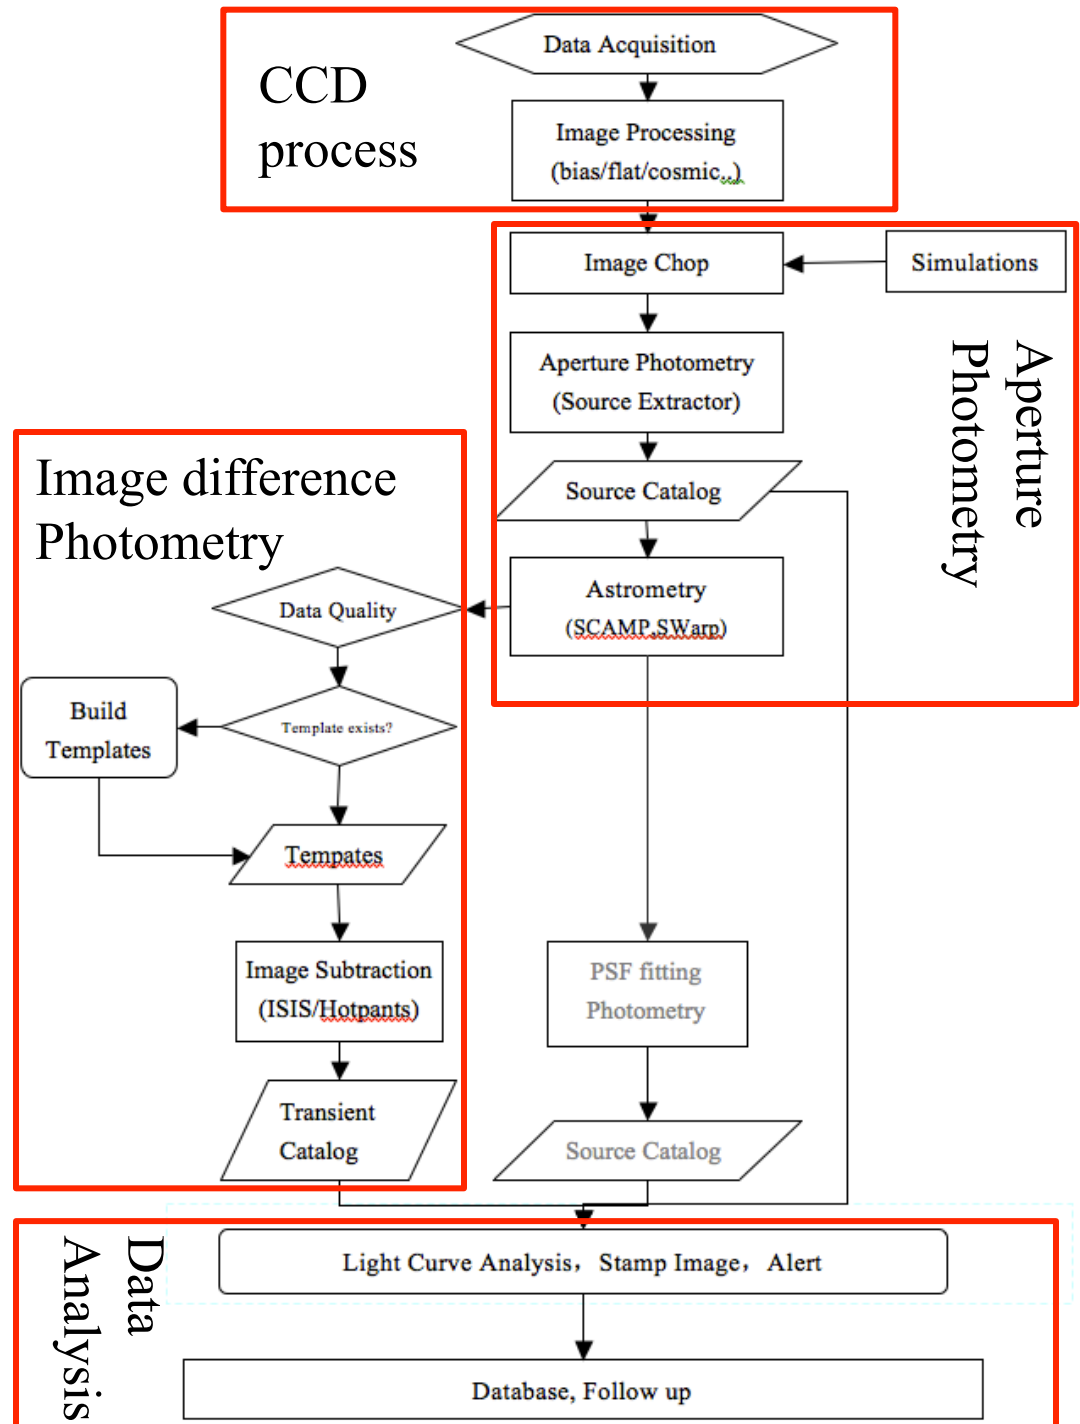 CCD
process
Data Acquisition
Image Processing
(bias/flat/cosmic..)
Image Chop
Simulations
Aperture
Photometry
Aperture Photometry
(Source Extractor)
Source Catalog
Astrometry
(SCAMP,SWarp)
Image difference
Photometry
Data Quality
Template exists?
Build
Templates
Tempates
Image Subtraction
(ISIS/Hotpants)
Transient
Catalog
PSF fitting
Photometry
Source Catalog
Data
Analysis
Light Curve Analysis，Stamp Image，Alert
Database, Follow up